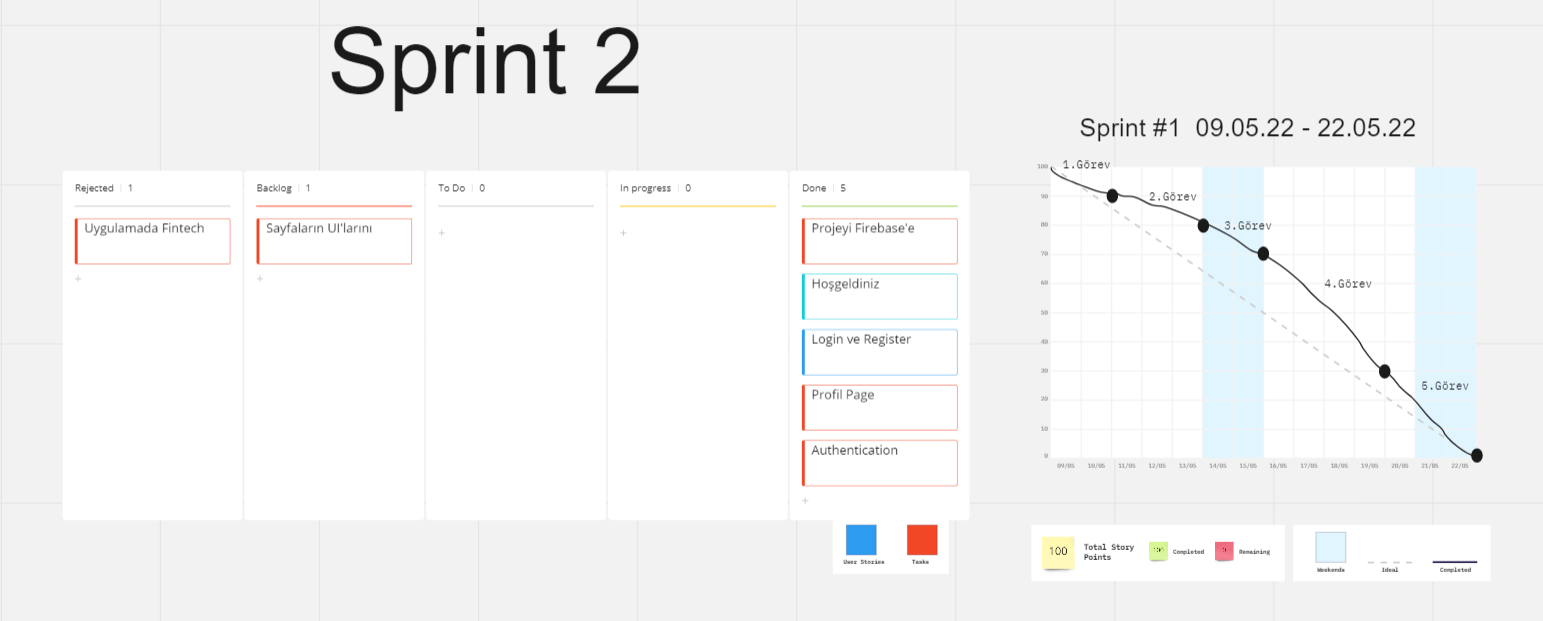 Sprint 2
Sprint #1 09.05.22 - 22.05.22
Rejected 1
Uygulamada Fintech
+
Backlog 1
Sayfaların UI'larını
+
To Do 0
+
In progress 0
+
Done 5
Projeyi Firebase'e
Hoşgeldiniz
Login ve Register
Profil Page
Authentication
+
User Stories
Tasks
100
90
80
70
60
50
40
30
20
10
0
1.Görev
2.Görev
3.Görev
4.Görev
5.Görev
09/05 10/05 11/05 12/05 13/05 14/05 15/05 16/05 17/05 18/05 19/05 20/05 21/05 22/05
100
Total Story
Points
Completed
Remaining
Weekends
Ideal
Completed